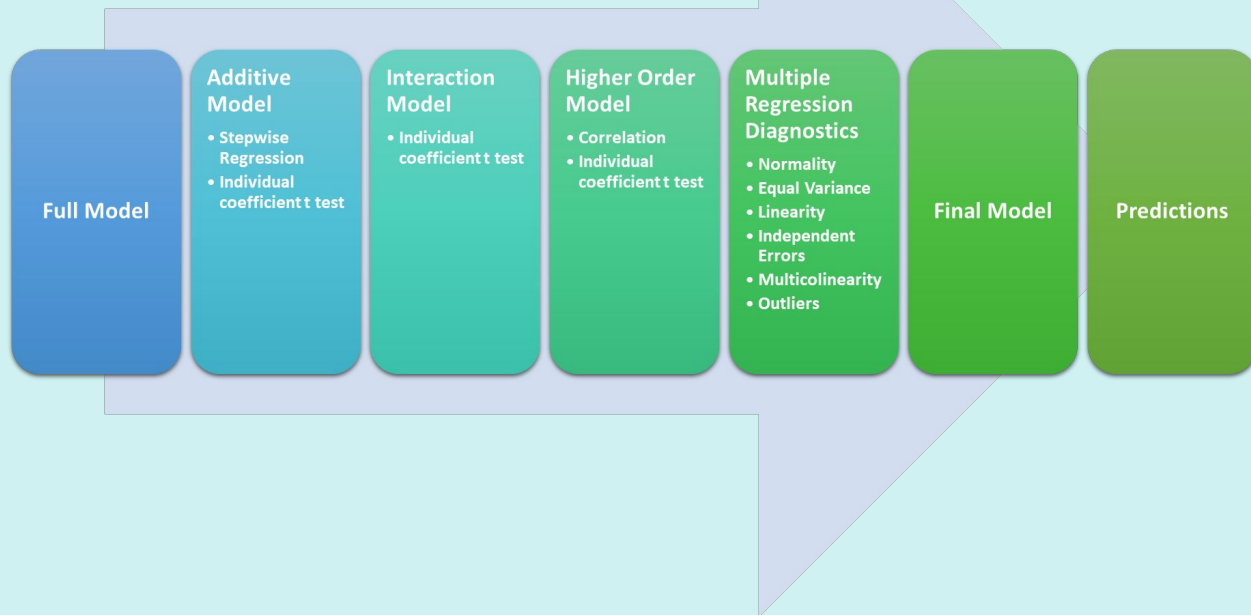 Full Model
Additive
Model
• Stepwise
Regression
• Individual
coefficient t test
Interaction
Model
• Individual
coefficient t test
Higher Order
Model
• Correlation
• Individual
coefficient t test
Multiple
Regression
Diagnostics
• Normality
• Equal Variance
• Linearity
• Independent
Errors
• Multicolinearity
• Outliers
Final Model
Predictions